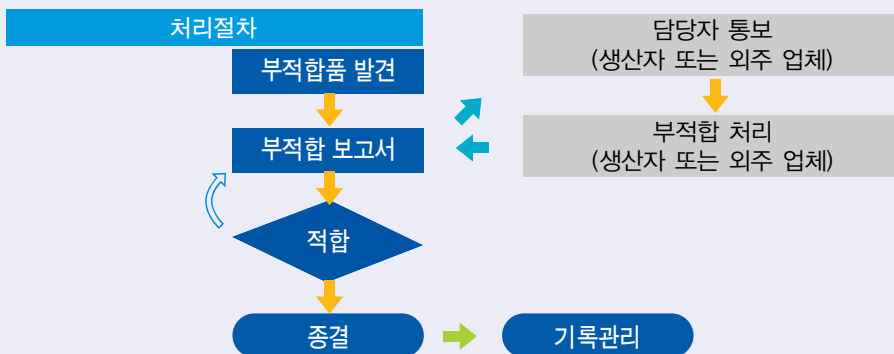 처리절차
부적합품 발견
부적합 보고서
적합
종결
기록관리
담당자 통보
(생산자 또는 외주 업체)
부적합 처리
(생산자 또는 외주 업체)